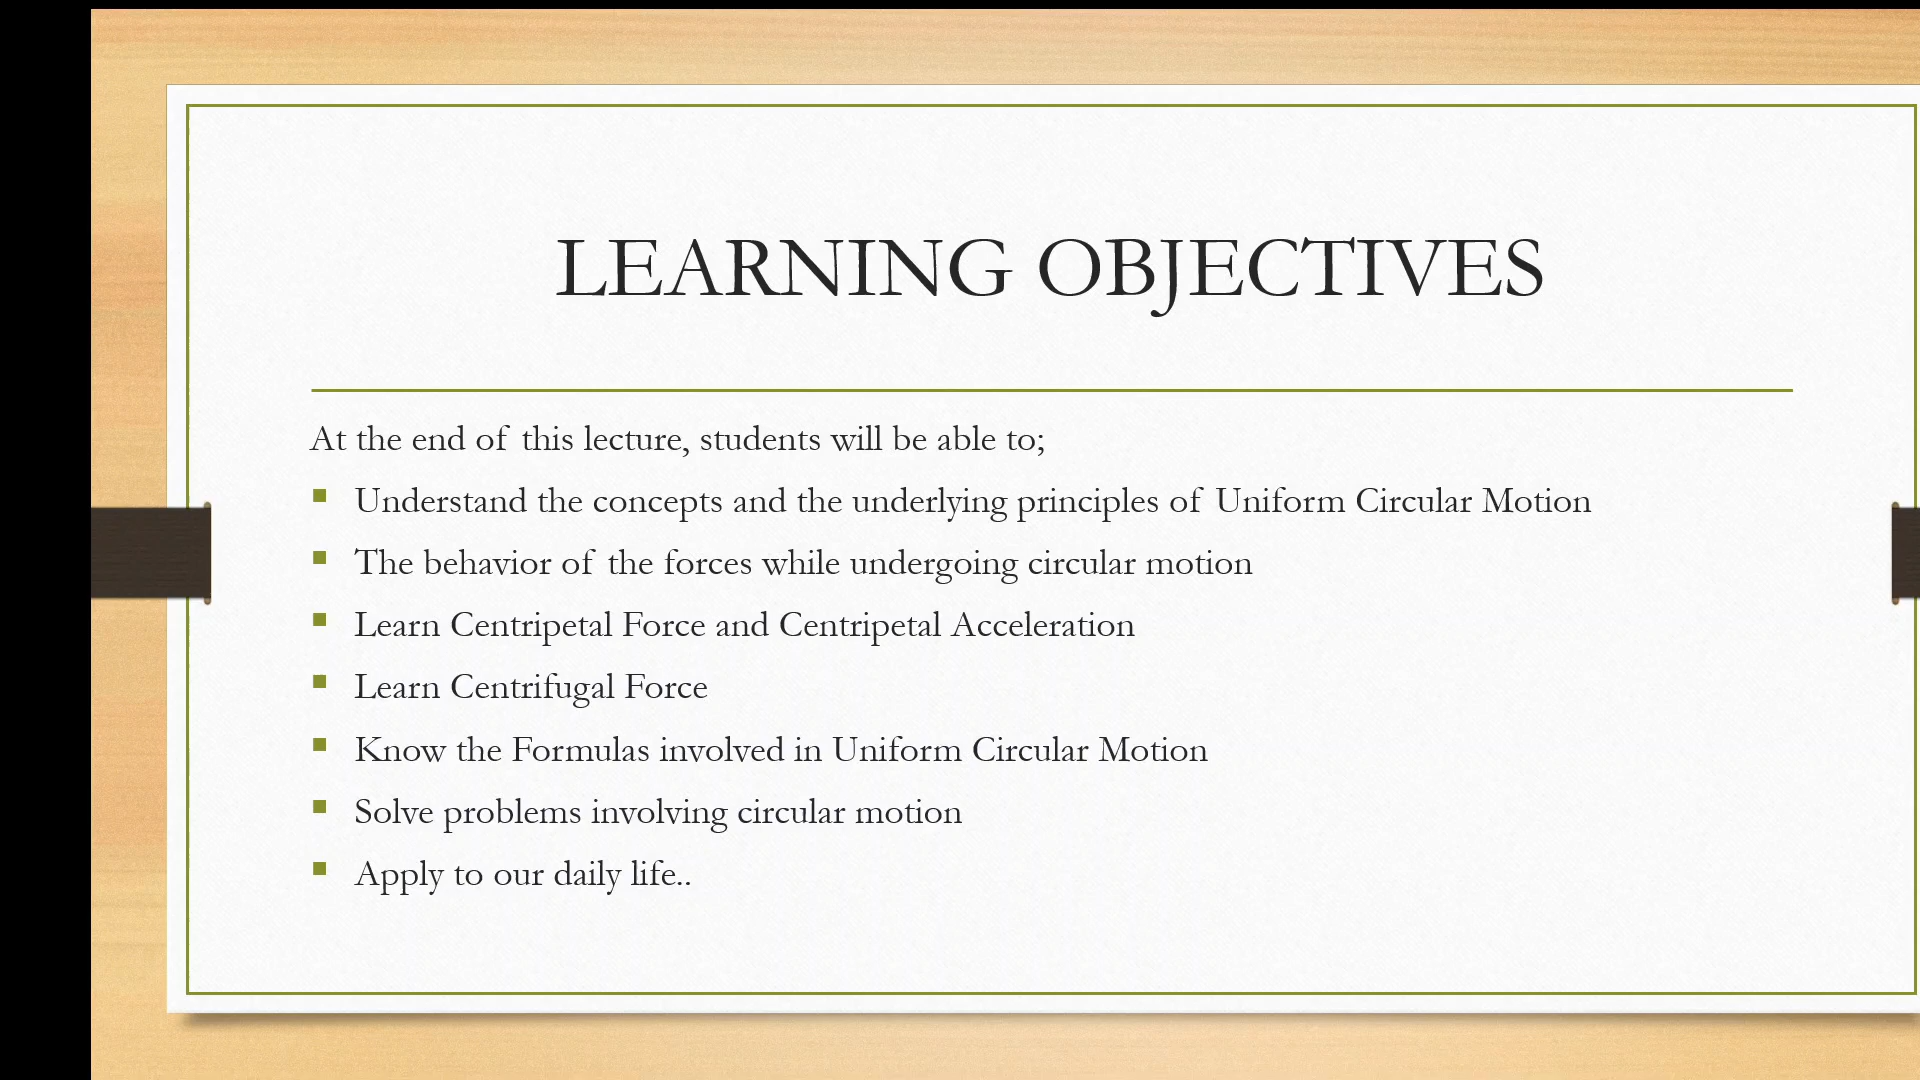 LEARNING OBJECTIVES
At the end of this lecture, students will be able to;
Understand the concepts and the underlying principles of Uniform Circular Motion
The behavior of the forces while undergoing circular motion
Learn Centripetal Force and Centripetal Acceleration
Learn Centrifugal Force
Know the Formulas involved in Uniform Circular Motion
Solve problems involving circular motion
Apply to our daily life..